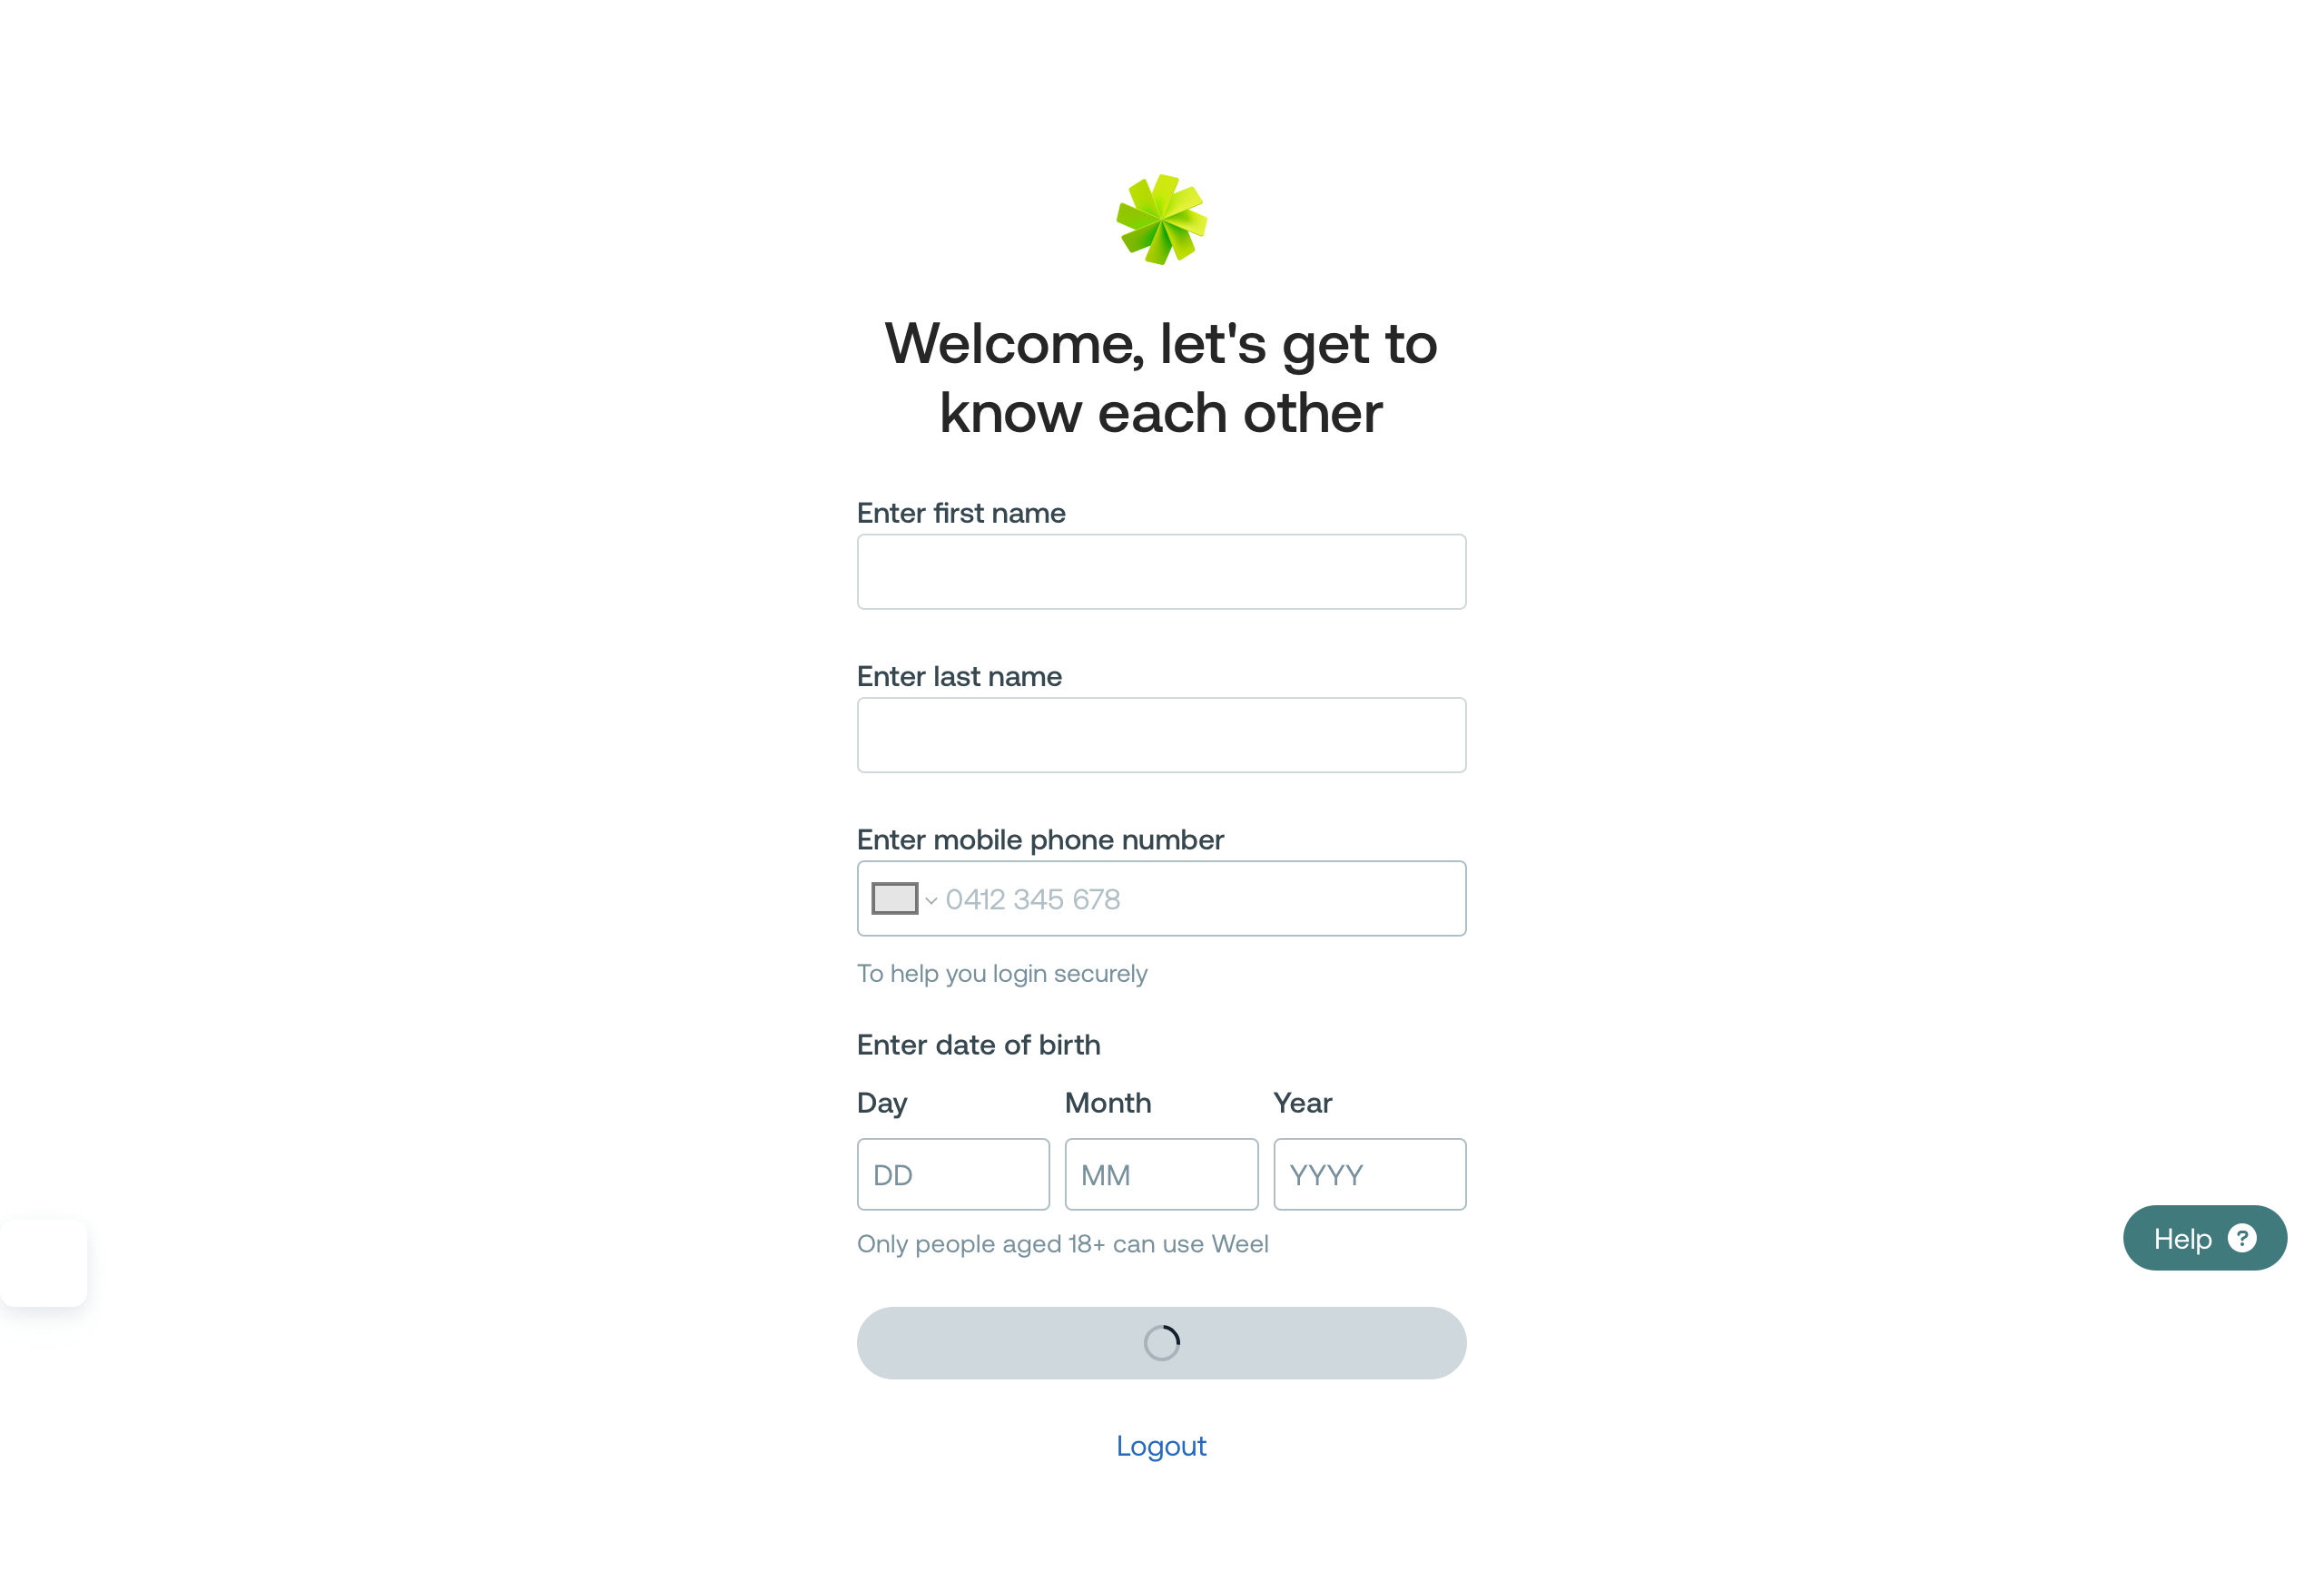 Welcome, let's get to
know each other
Enter first name
Enter last name
Enter mobile phone number
0412 345 678
To help you login securely
Enter date of birth
Day Month Year
DD MM YYYY
Only people aged 18+ can use Weel
Help ?
Logout